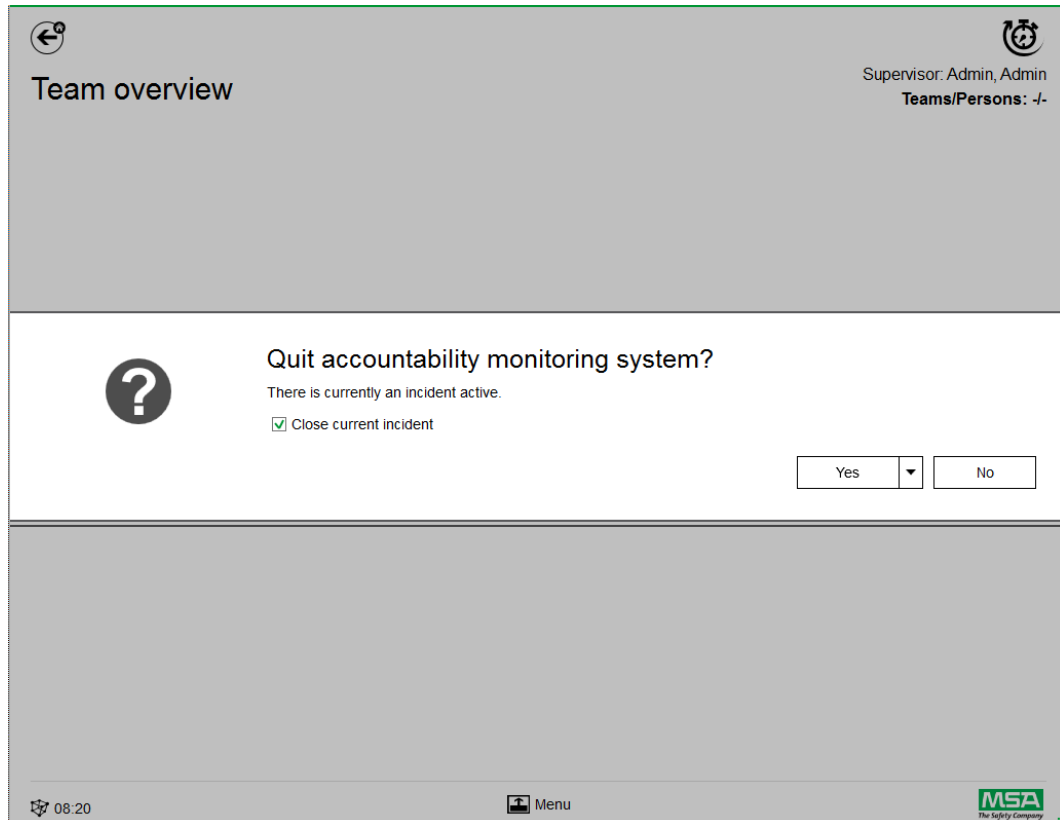 Team overview
Supervisor: Admin, Admin
Teams/Persons: -/-
Quit accountability monitoring system?
There is currently an incident active.
Close current incident
Yes
No
08:20
Menu
MSA
The Safety Company